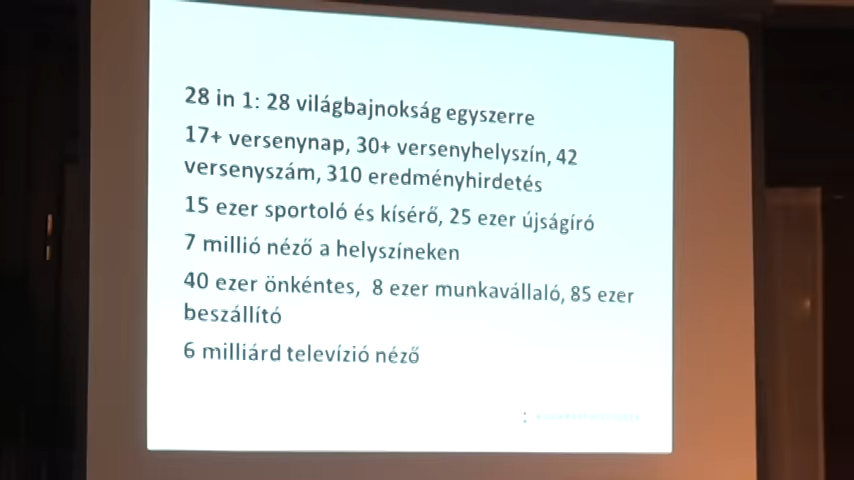 28 in 1: 28 világbajnokság egyszerre
17+ versenynap, 30+ versenyhelyszín, 42
versenyszám, 310 eredményhirdetés
15 ezer sportoló és kísérő, 25 ezer újságíró
7 millió néző a helyszíneken
40 ezer önkéntes,  8 ezer munkavállaló, 85 ezer
beszállító
6 milliárd televízió néző